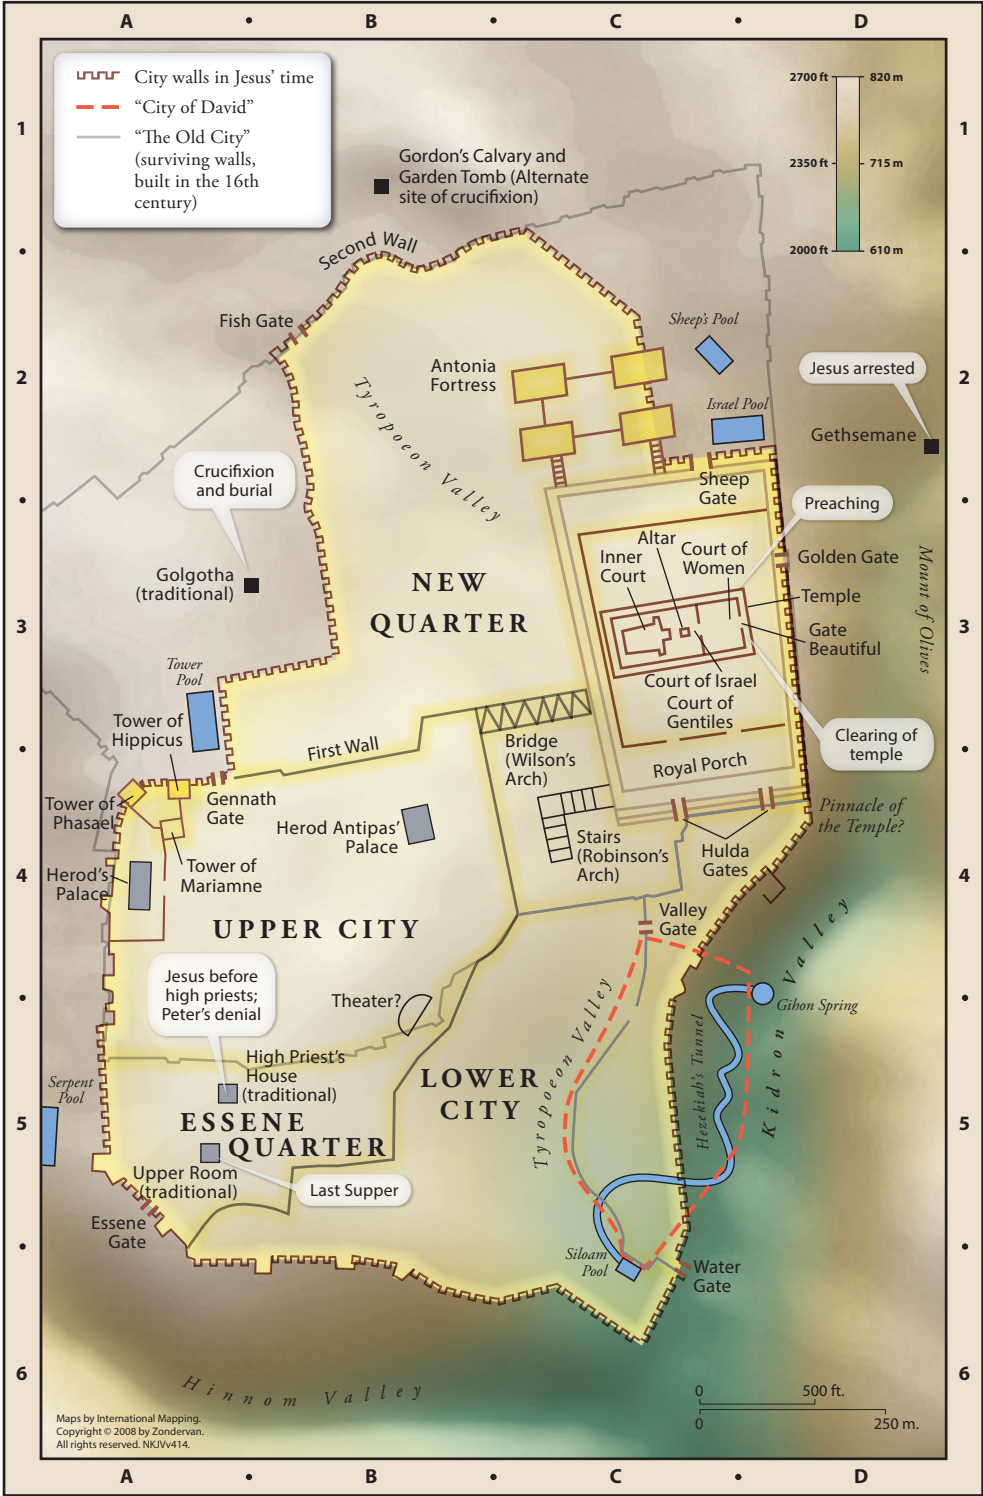 A
B
C
D
City walls in Jesus’ time
“City of David”
“The Old City”
(surviving walls,
built in the 16th
century)
2700 ft
820 m
2350 ft
715 m
2000 ft
610 m
1
1
Gordon’s Calvary and
Garden Tomb (Alternate
site of crucifixion)
Second Wall
Fish Gate
Sheep’s Pool
Antonia
Fortress
Jesus arrested
2
2
Tyropoeon Valley
Israel Pool
Gethsemane
Crucifixion
and burial
Sheep
Gate
Preaching
Altar
Inner
Court
Court of
Women
Golden Gate
Mount of Olives
Golgotha
(traditional)
NEW
QUARTER
Temple
3
3
Gate
Beautiful
Tower
Pool
Court of Israel
Court of
Gentiles
Tower of
Hippicus
First Wall
Bridge
(Wilson’s
Arch)
Clearing of
temple
Royal Porch
Tower of
Phasael
Gennath
Gate
Pinnacle of
the Temple?
Herod Antipas’
Palace
Stairs
(Robinson’s
Arch)
Hulda
Gates
Herod’s
Palace
Tower of
Mariamne
4
4
UPPER CITY
Valley
Gate
Jesus before
high priests;
Peter’s denial
Theater?
Gihon Spring
Kidron Valley
Tyropoeon Valley
Hezekiah’s Tunnel
High Priest’s
House
(traditional)
LOWER
CITY
Serpent
Pool
5
5
ESSENE
QUARTER
Upper Room
(traditional)
Last Supper
Essene
Gate
Siloam
Pool
Water
Gate
6
6
Hinnom Valley
0
500 ft.
0
250 m.
Maps by International Mapping.
Copyright © 2008 by Zondervan.
All rights reserved. NKJVv414.
A
B
C
D